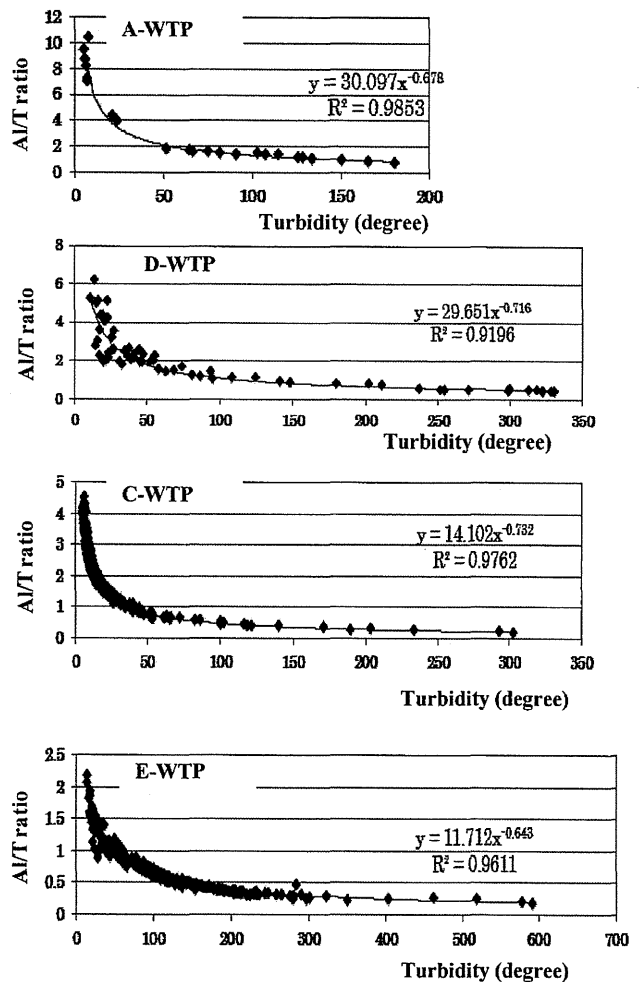 A-WTP
Al/T ratio
12
10
8
6
4
2
0
y = 30.097x^-0.678
R² = 0.9853
0 50 100 150 200
Turbidity (degree)
D-WTP
Al/T ratio
8
6
4
2
0
y = 29.651x^-0.716
R² = 0.9196
0 50 100 150 200 250 300 350
Turbidity (degree)
C-WTP
Al/T ratio
5
4
3
2
1
0
y = 14.102x^-0.732
R² = 0.9762
0 50 100 150 200 250 300 350
Turbidity (degree)
E-WTP
Al/T ratio
2.5
2
1.5
1
0.5
0
y = 11.712x^-0.643
R² = 0.9611
0 100 200 300 400 500 600 700
Turbidity (degree)